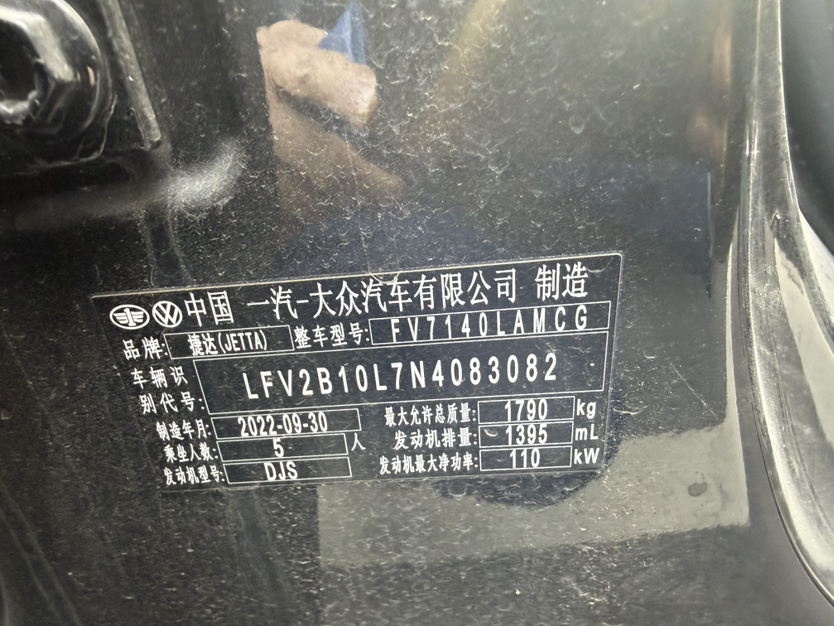 中国 一汽-大众汽车有限公司 制造
品牌: 捷达(JETTA) 整车型号: FV7140LAMCG
车辆识别代号: LFV2B10L7N4083082
制造年月: 2022-09-30 最大允许总质量: 1790 kg
乘坐人数: 5 人 发动机排量: 1395 mL
发动机型号: DJS 发动机最大净功率: 110 kW